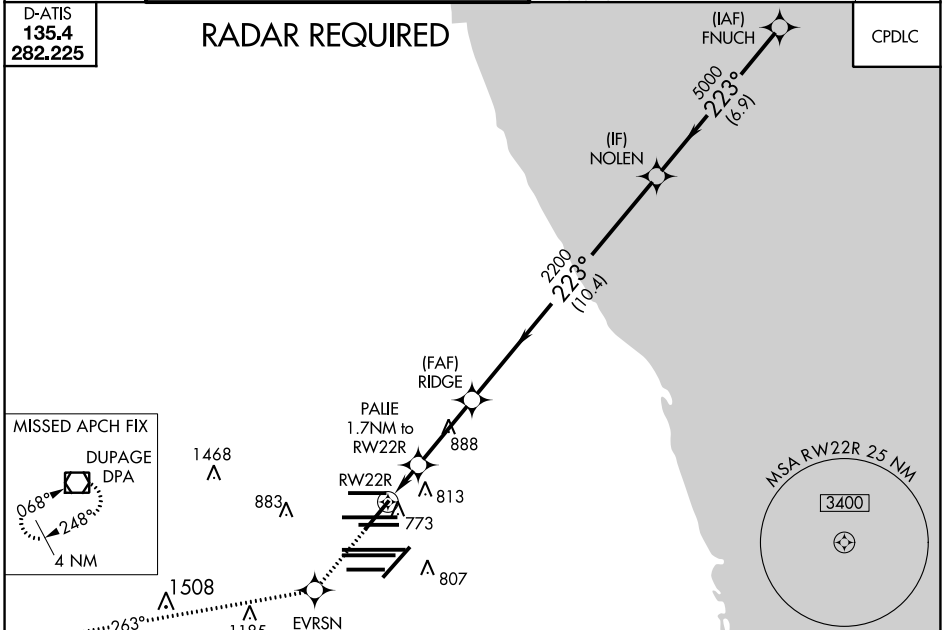 D-ATIS
135.4
282.225
RADAR REQUIRED
(IAF)
FNUCH
CPDLC
5000
223°
(6.9)
(IF)
NOLEN
2200
223°
(10.4)
(FAF)
RIDGE
PALIE
1.7NM to
RW22R
888
MISSED APCH FIX
DUPAGE
DPA
068°
248°
4 NM
1468
883
RW22R
813
773
807
MSA RW22R 25 NM
3400
1508
263°
1185
EVRSN